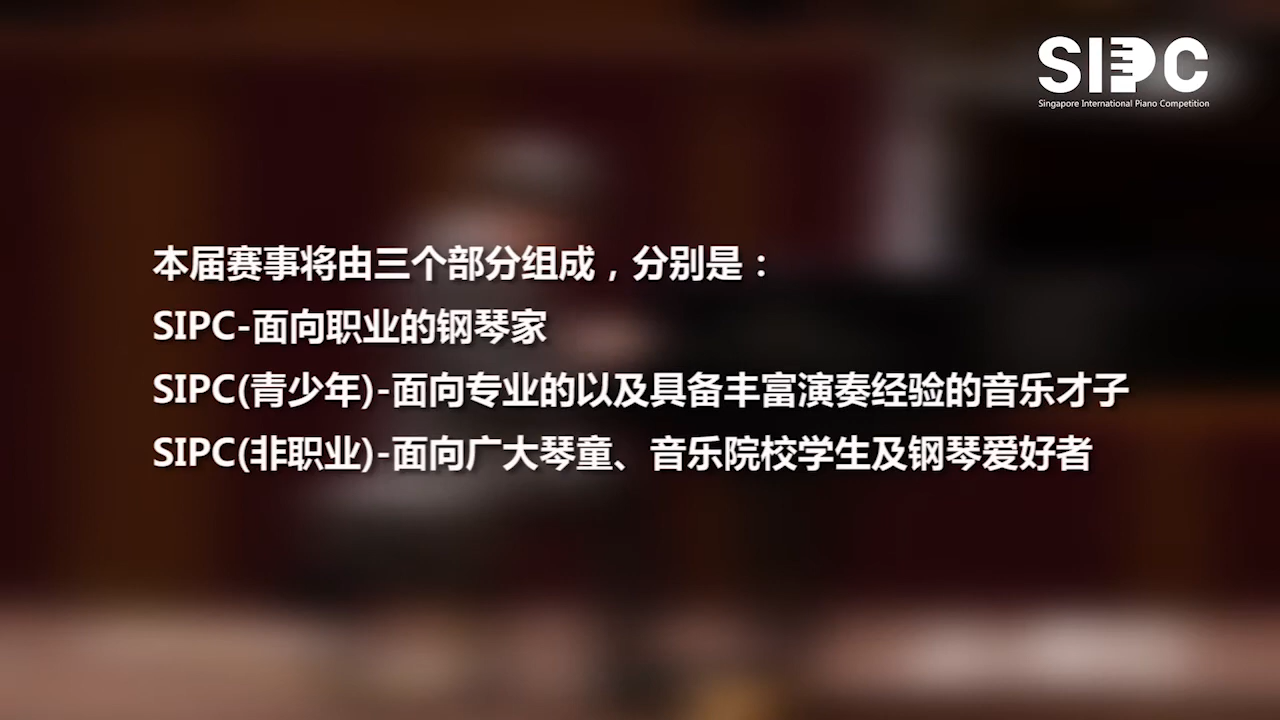 SIPC
Singapore International Piano Competition
本届赛事将由三个部分组成，分别是：
SIPC-面向职业的钢琴家
SIPC(青少年)-面向专业的以及具备丰富演奏经验的音乐才子
SIPC(非职业)-面向广大琴童、音乐院校学生及钢琴爱好者